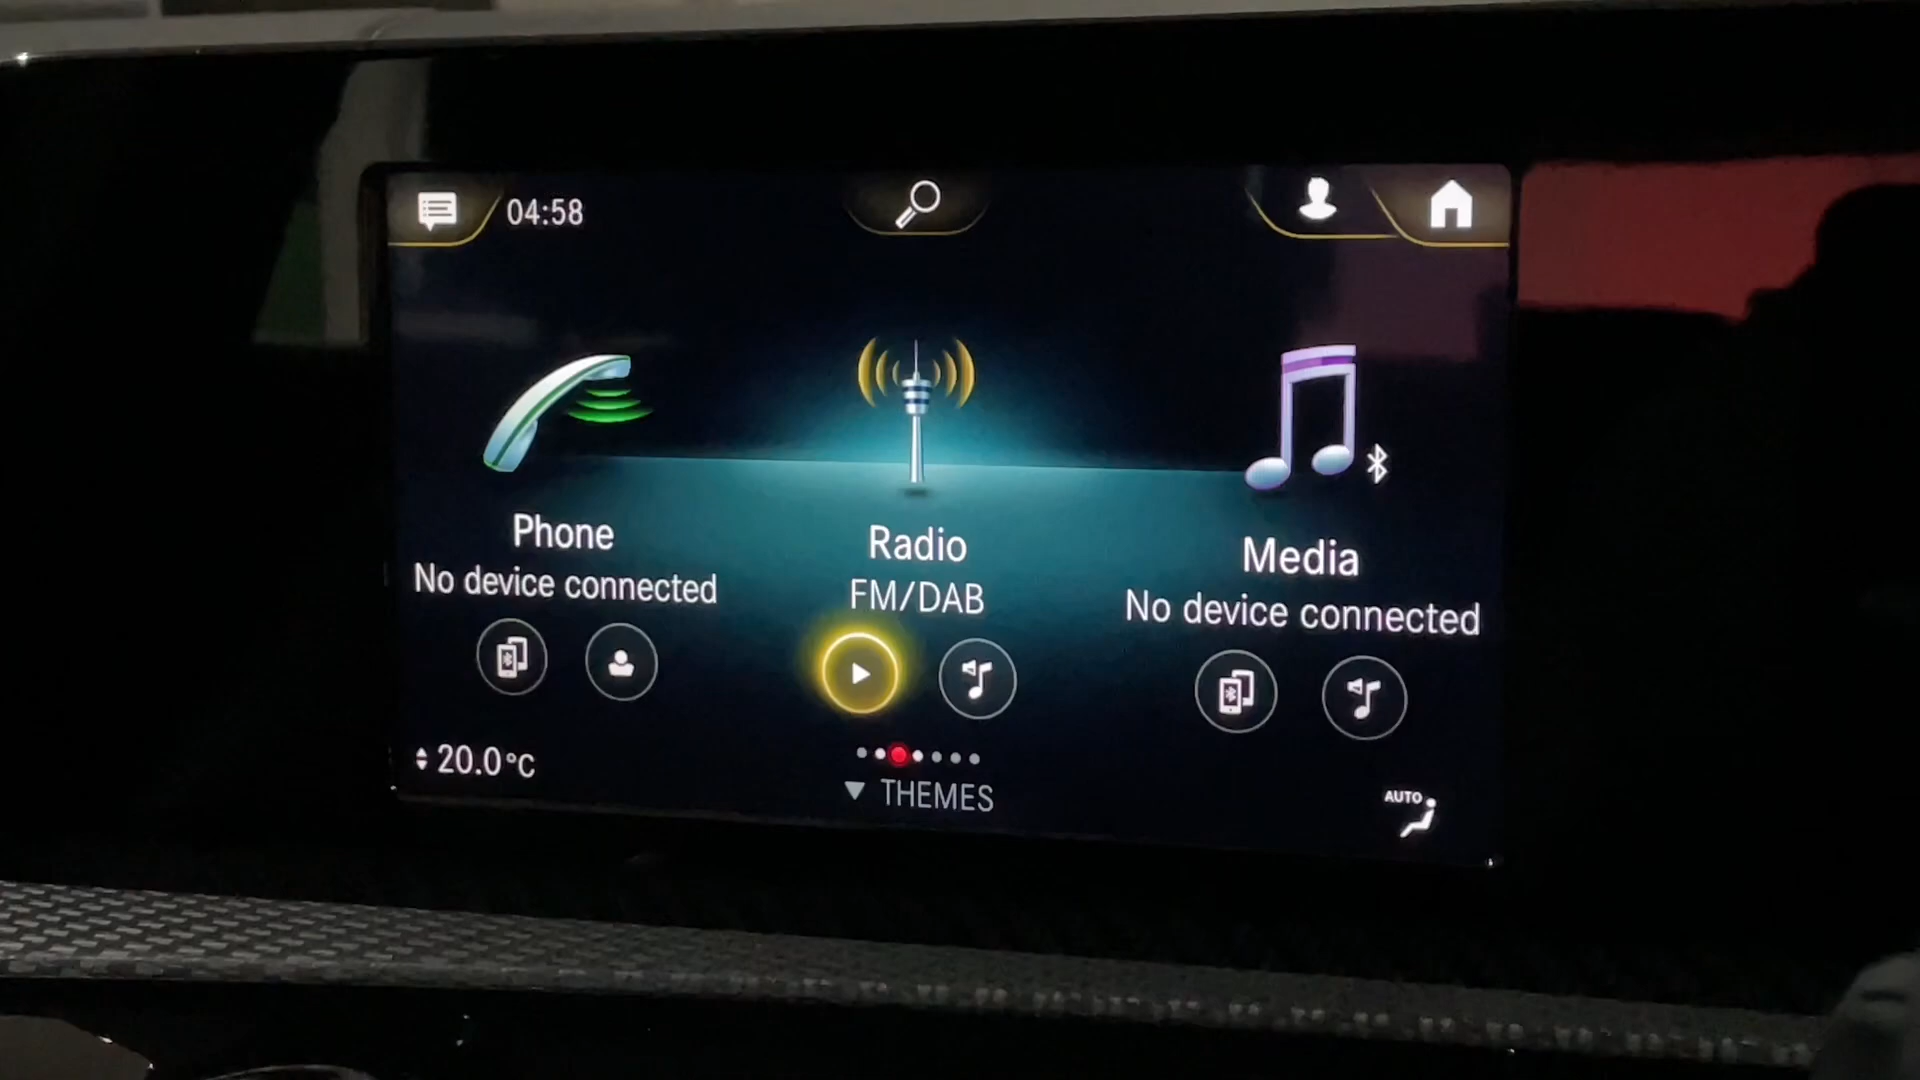 04:58
Phone
No device connected
Radio
FM/DAB
Media
No device connected
20.0°C
THEMES
AUTO